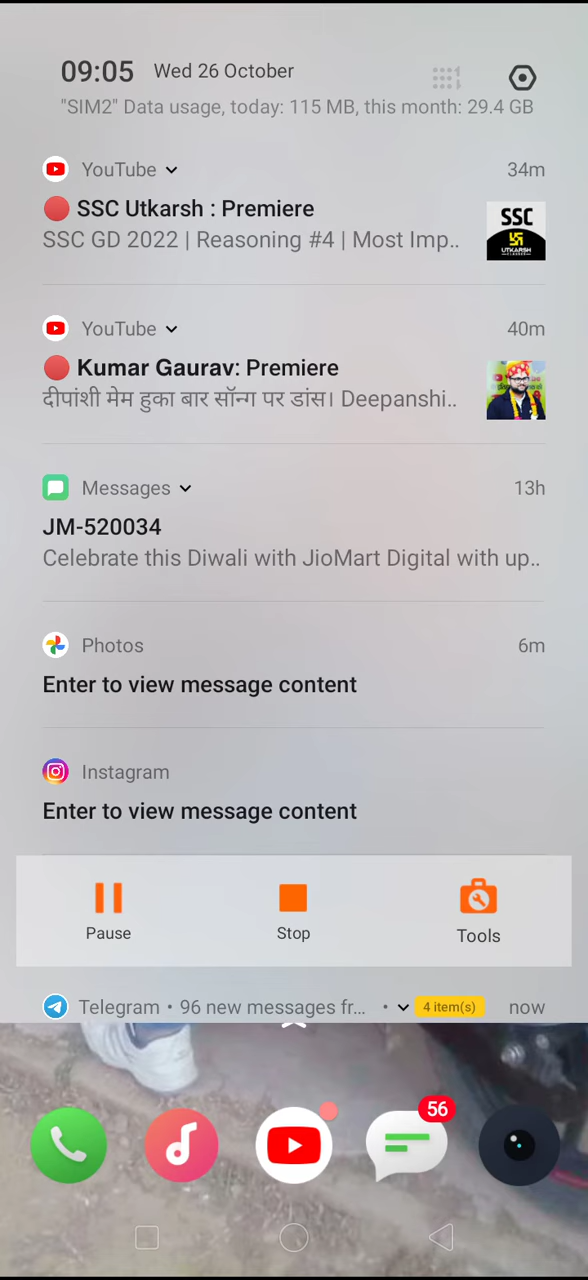 09:05 Wed 26 October
"SIM2" Data usage, today: 115 MB, this month: 29.4 GB
YouTube 34m
SSC Utkarsh : Premiere
SSC GD 2022 | Reasoning #4 | Most Imp..
SSC
UTKARSH
CLASSES
YouTube 40m
Kumar Gaurav: Premiere
दीपांशी मेम हुका बार सॉन्ग पर डांस। Deepanshi..
Messages 13h
JM-520034
Celebrate this Diwali with JioMart Digital with up..
Photos 6m
Enter to view message content
Instagram
Enter to view message content
Pause Stop Tools
Telegram • 96 new messages fr... • 4 item(s) now
56